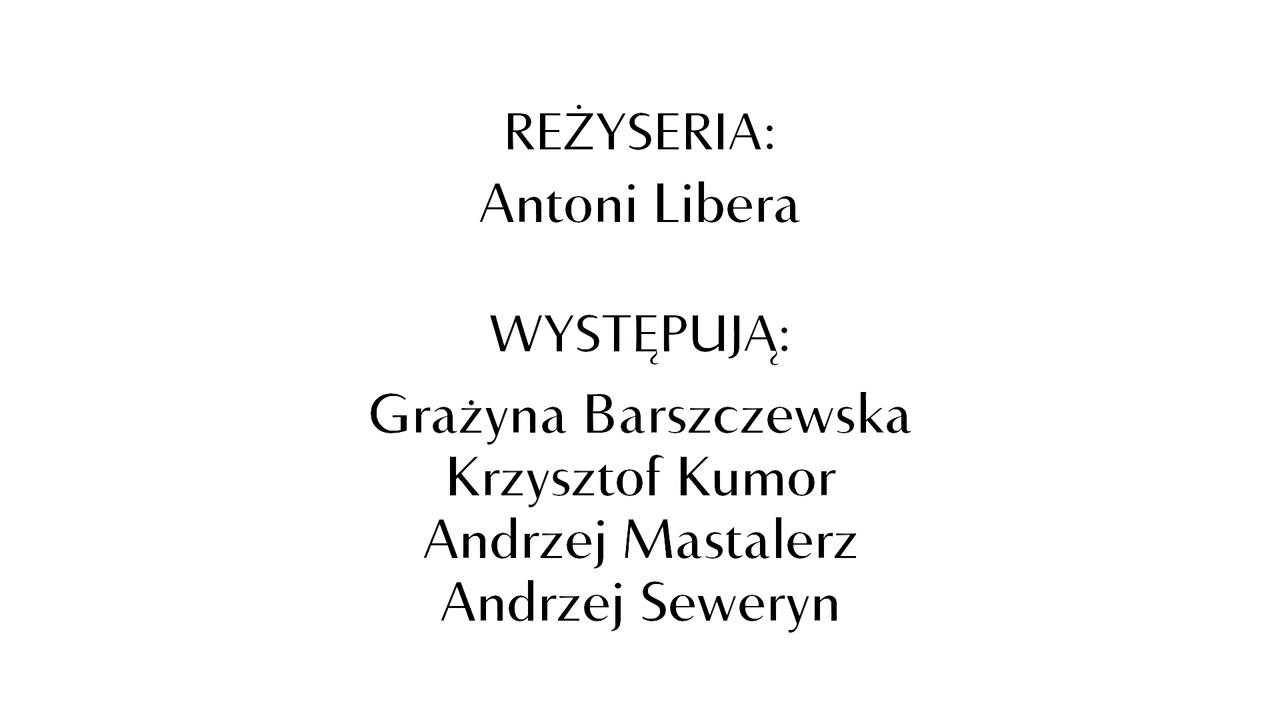 REŻYSERIA:
Antoni Libera
WYSTĘPUJĄ:
Grażyna Barszczewska
Krzysztof Kumor
Andrzej Mastalerz
Andrzej Seweryn